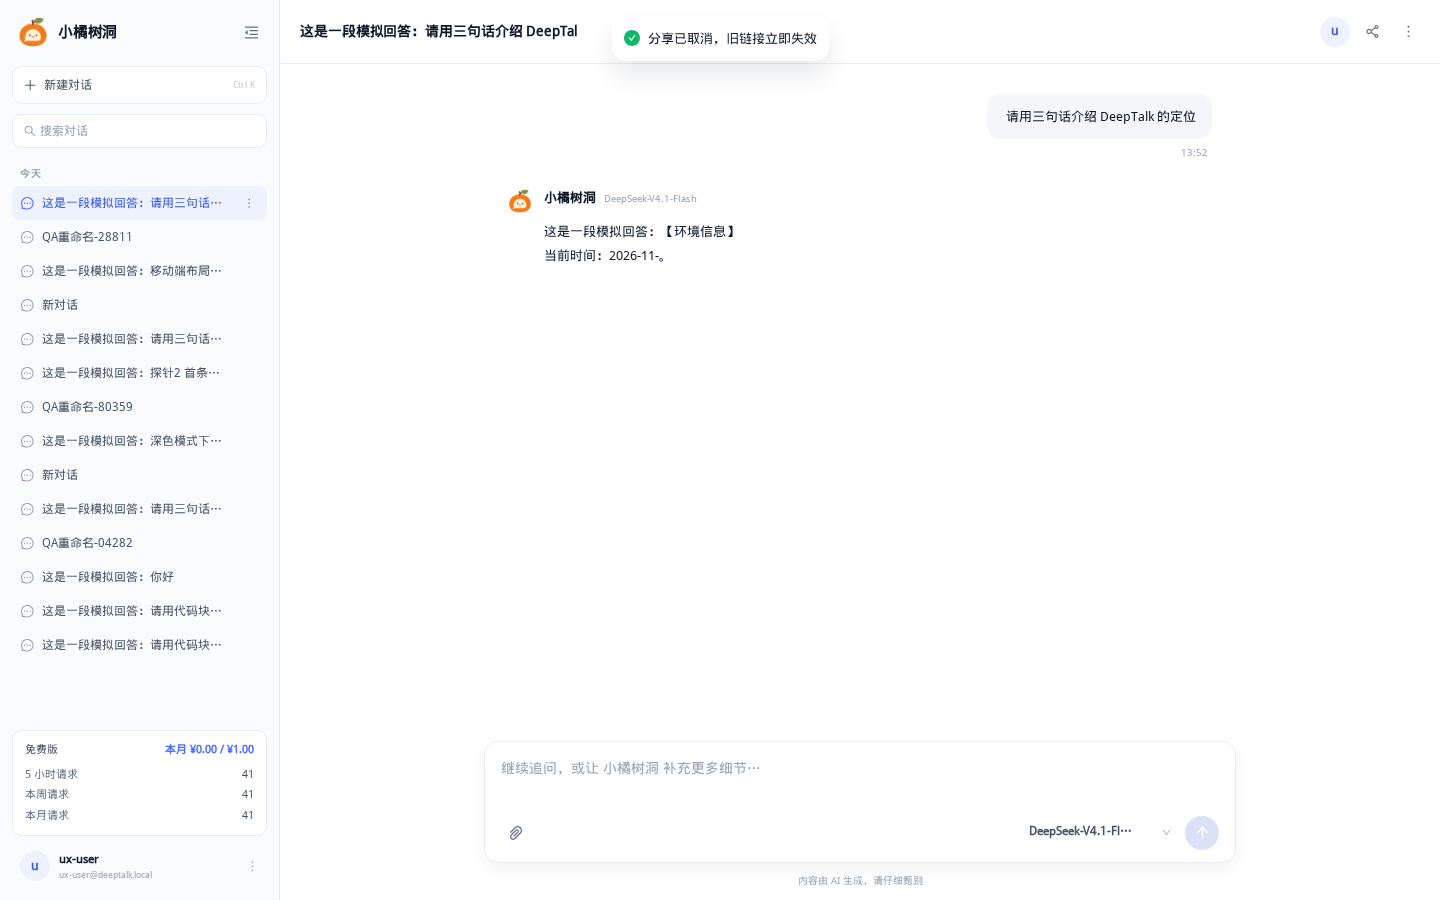 小橘树洞
新建对话
Ctrl K
搜索对话
今天
这是一段模拟回答：请用三句话…
QA重命名-28811
这是一段模拟回答：移动端布局…
新对话
这是一段模拟回答：请用三句话…
这是一段模拟回答：探针2 首条…
QA重命名-80359
这是一段模拟回答：深色模式下…
新对话
这是一段模拟回答：请用三句话…
QA重命名-04282
这是一段模拟回答：你好
这是一段模拟回答：请用代码块…
这是一段模拟回答：请用代码块…
免费版 本月 ¥0.00 / ¥1.00
5 小时请求 41
本周请求 41
本月请求 41
u
ux-user
ux-user@deeptalk.local
这是一段模拟回答：请用三句话介绍 DeepTal
分享已取消，旧链接立即失效
u
请用三句话介绍 DeepTalk 的定位
13:52
小橘树洞 DeepSeek-V4.1-Flash
这是一段模拟回答：【环境信息】
当前时间：2026-11-。
继续追问，或让 小橘树洞 补充更多细节…
DeepSeek-V4.1-Fl…
内容由 AI 生成，请仔细甄别